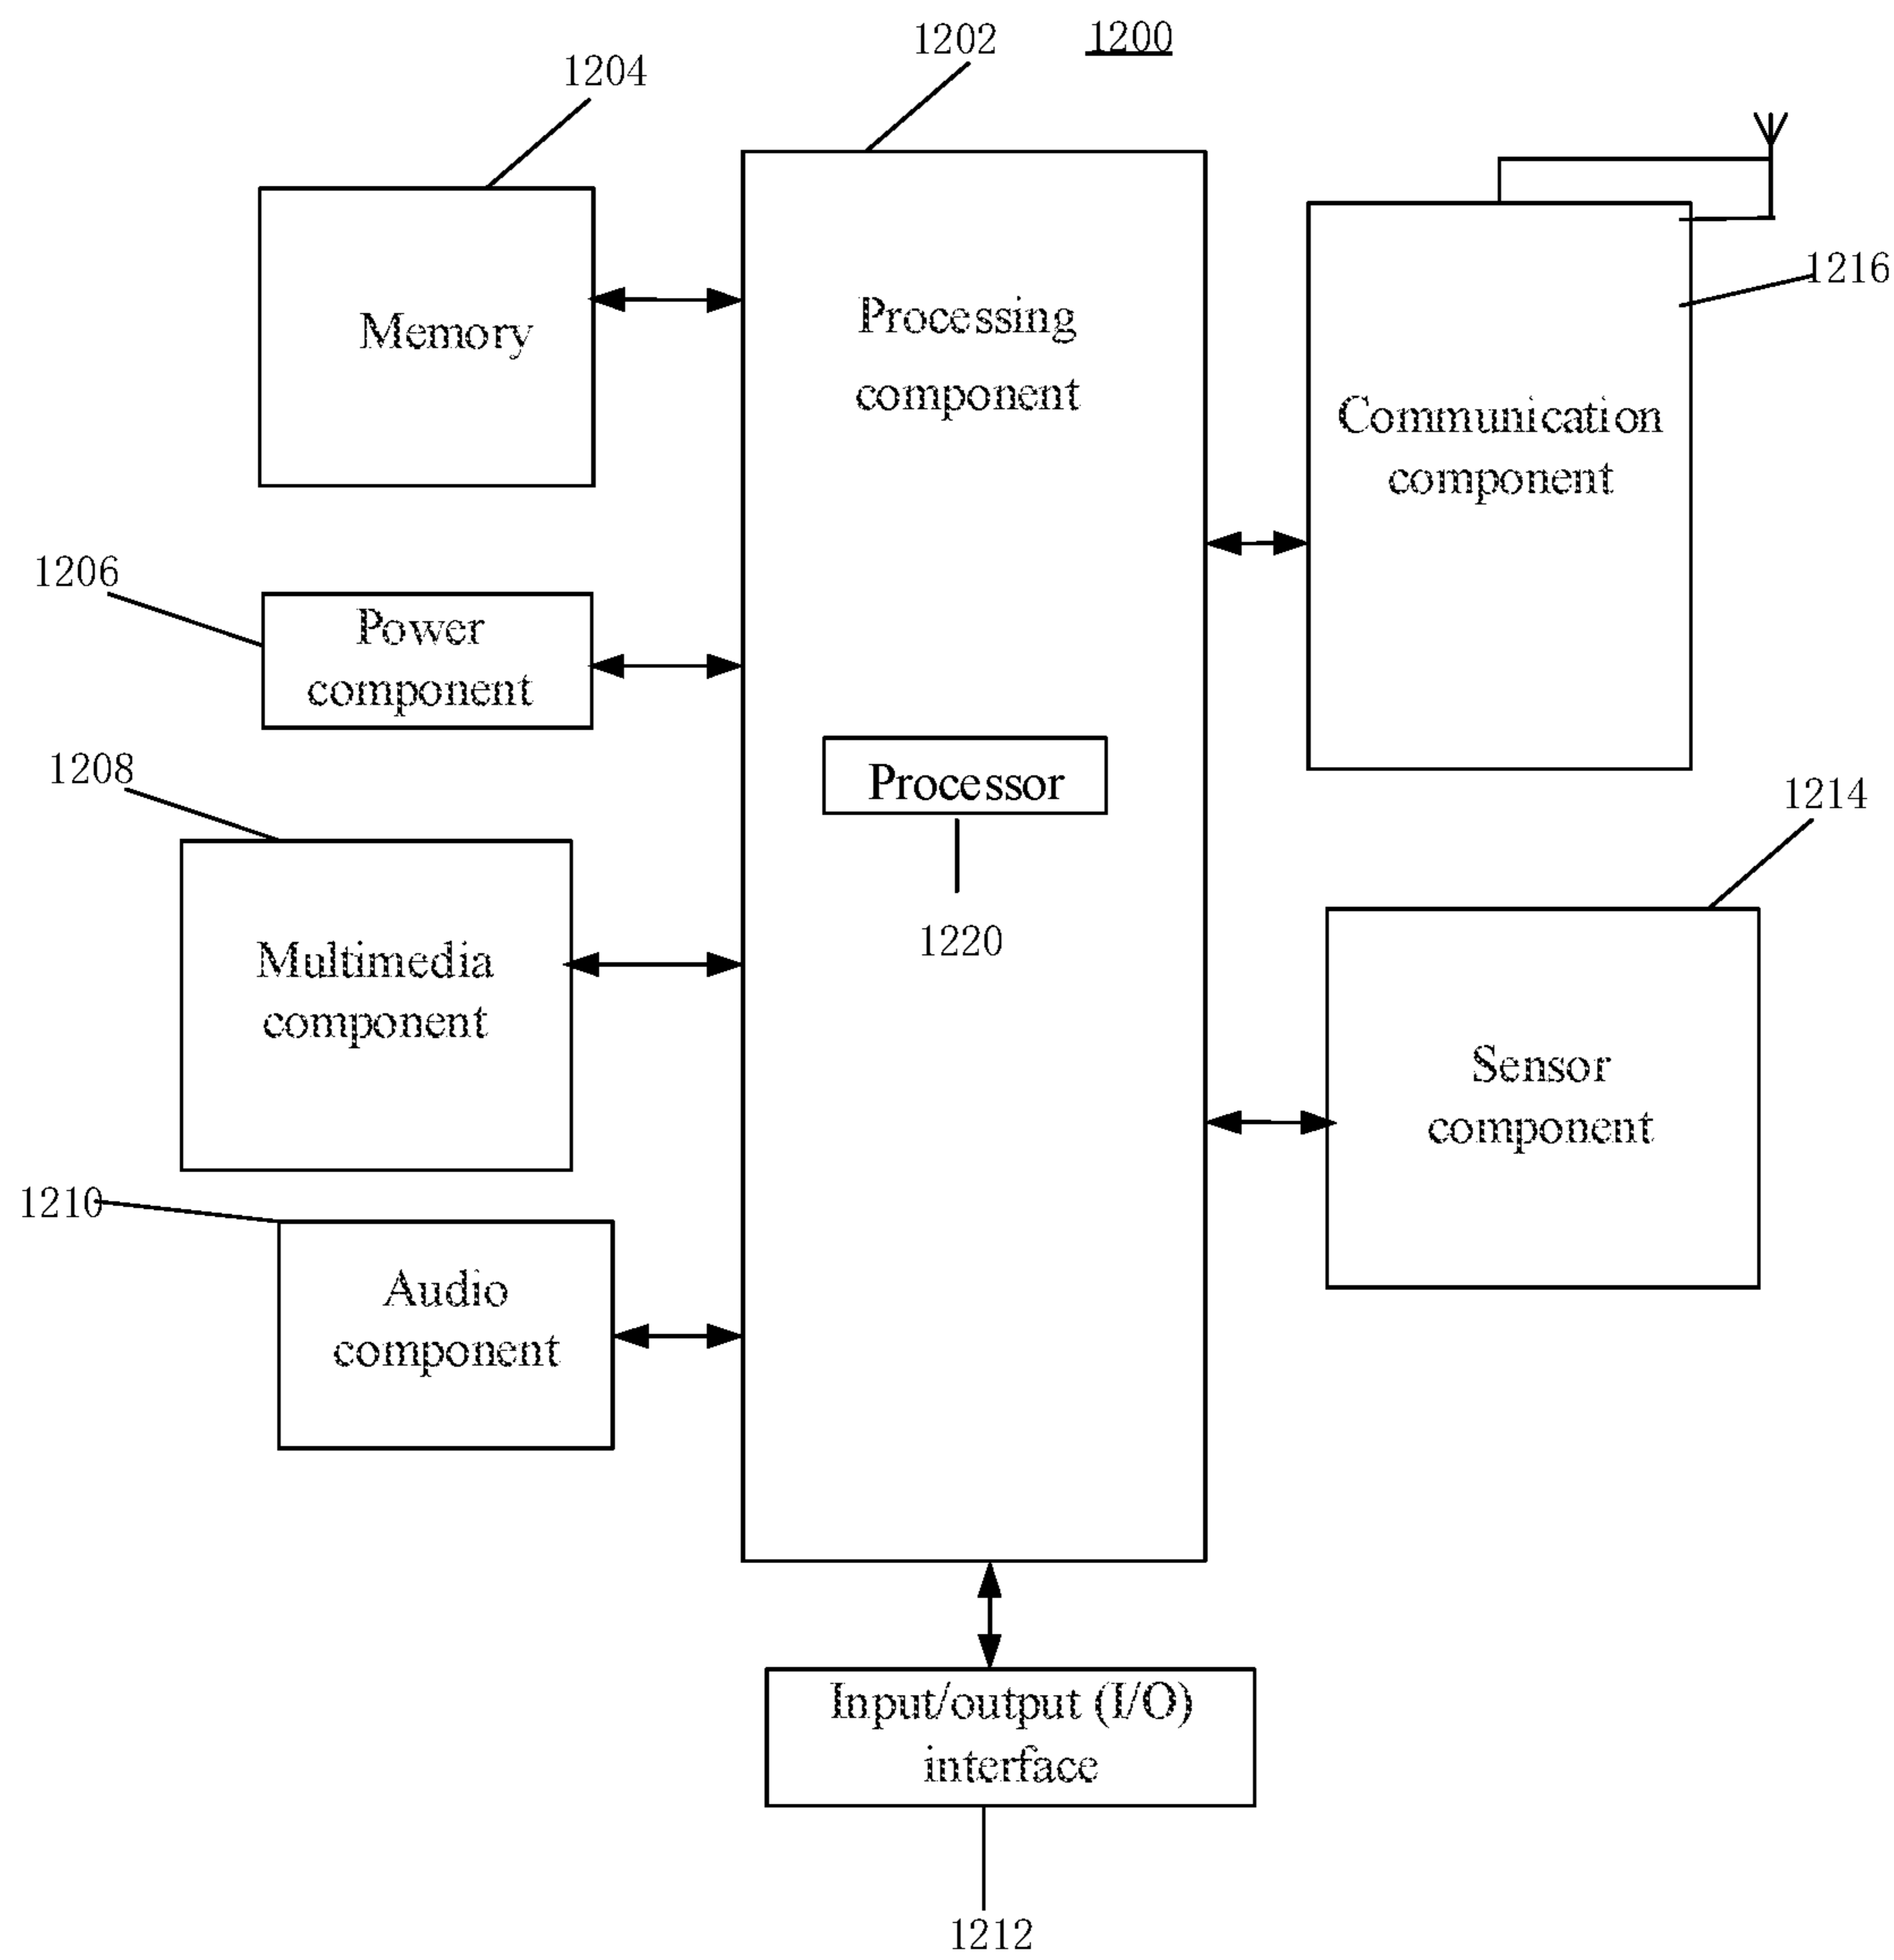 1202
1200
1204
Memory
Processing
component
1216
Communication
component
1206
Power
component
1208
Processor
1214
1220
Multimedia
component
Sensor
component
1210
Audio
component
Input/output (I/O)
interface
1212